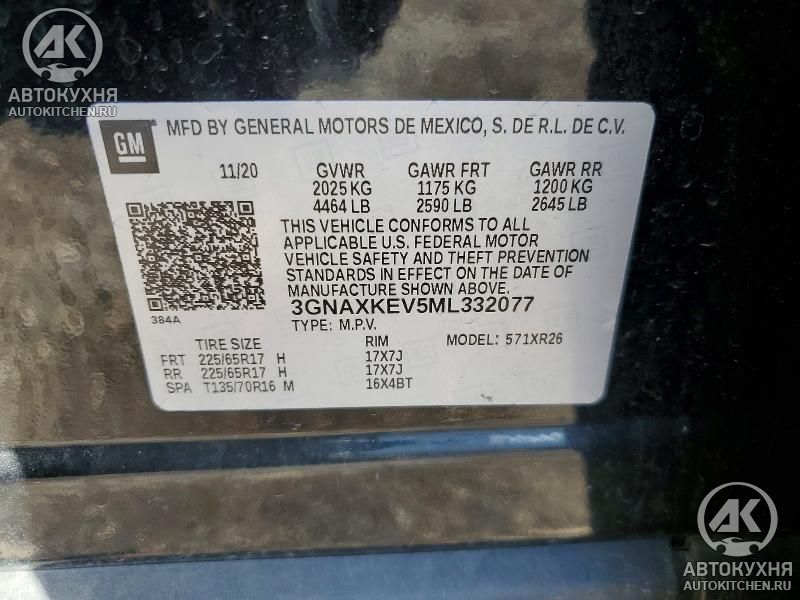 АК
АВТОКУХНЯ
AUTOKITCHEN.RU
GM
MFD BY GENERAL MOTORS DE MEXICO, S. DE R.L. DE C.V.
11/20 GVWR GAWR FRT GAWR RR
2025 KG 1175 KG 1200 KG
4464 LB 2590 LB 2645 LB
THIS VEHICLE CONFORMS TO ALL
APPLICABLE U.S. FEDERAL MOTOR
VEHICLE SAFETY AND THEFT PREVENTION
STANDARDS IN EFFECT ON THE DATE OF
MANUFACTURE SHOWN ABOVE.
384A
3GNAXKEV5ML332077
TYPE: M.P.V.
TIRE SIZE RIM MODEL: 571XR26
FRT 225/65R17 H 17X7J
RR 225/65R17 H 17X7J
SPA T135/70R16 M 16X4BT
АК
АВТОКУХНЯ
AUTOKITCHEN.RU